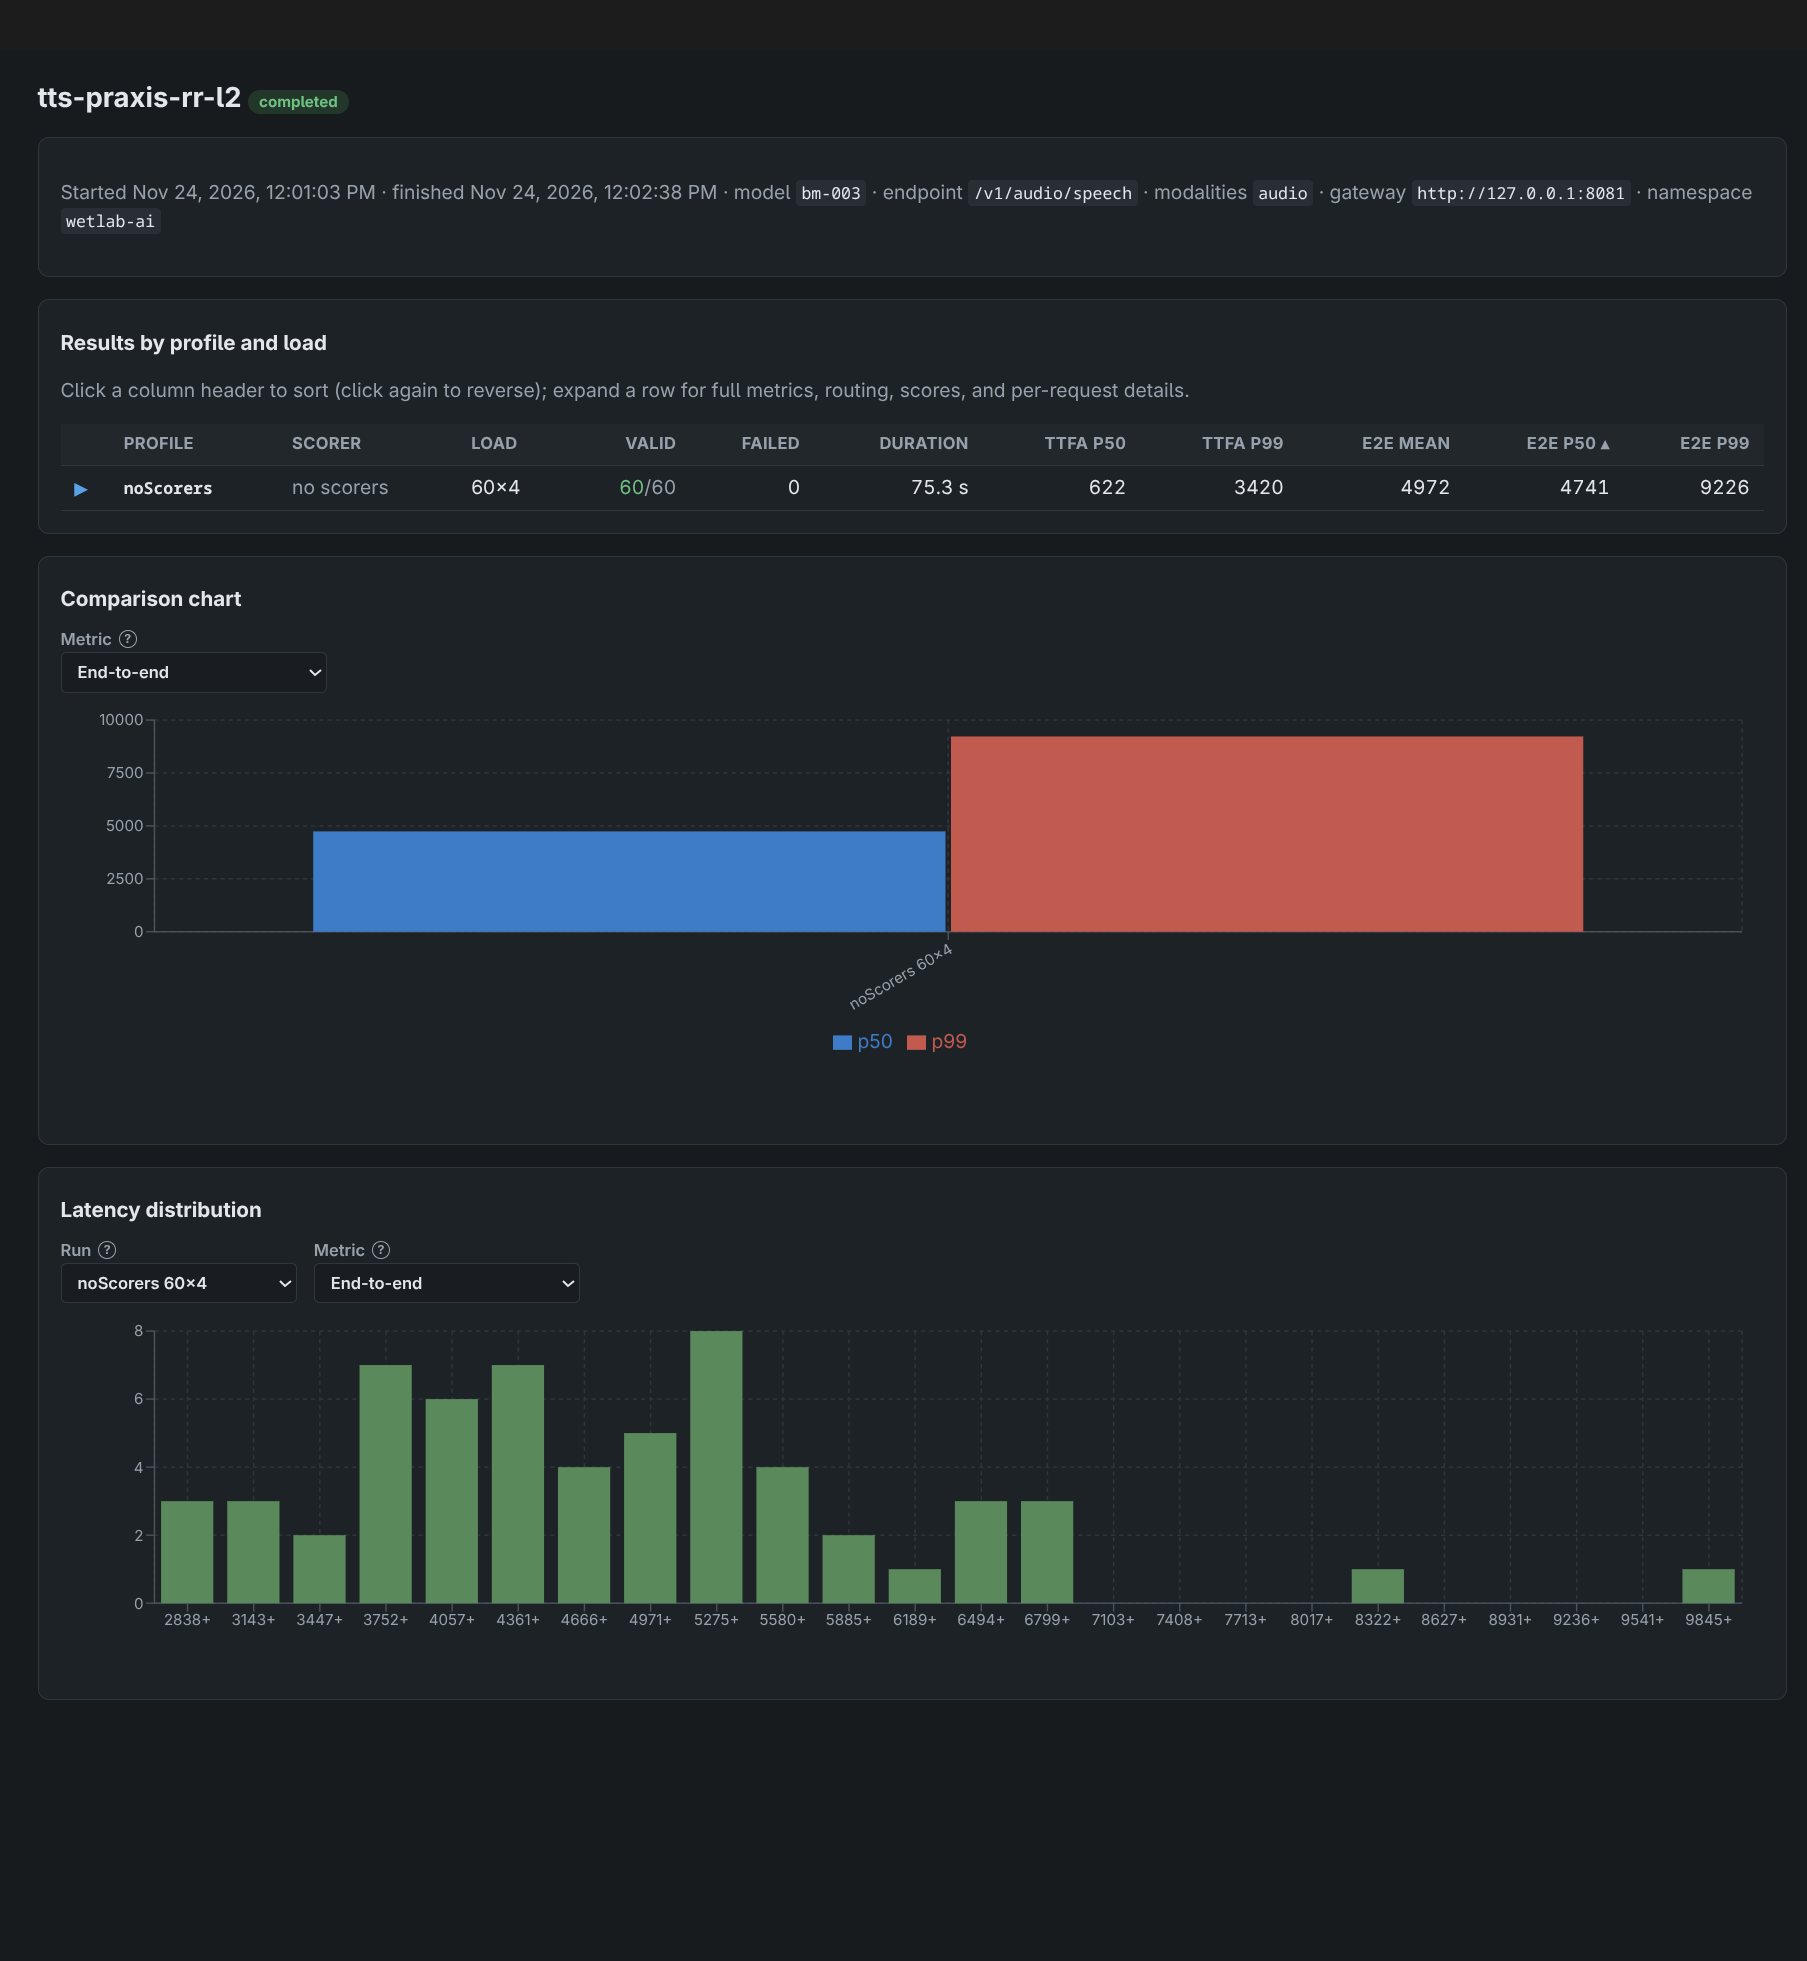 tts-praxis-rr-l2 completed
Started Nov 24, 2026, 12:01:03 PM · finished Nov 24, 2026, 12:02:38 PM · model bm-003 · endpoint /v1/audio/speech · modalities audio · gateway http://127.0.0.1:8081 · namespace
wetlab-ai
Results by profile and load
Click a column header to sort (click again to reverse); expand a row for full metrics, routing, scores, and per-request details.
PROFILE SCORER LOAD VALID FAILED DURATION TTFA P50 TTFA P99 E2E MEAN E2E P50 ▲ E2E P99
▶ noScorers no scorers 60×4 60/60 0 75.3 s 622 3420 4972 4741 9226
Comparison chart
Metric ?
End-to-end
10000
7500
5000
2500
0
noScorers 60×4
p50 p99
Latency distribution
Run ? Metric ?
noScorers 60×4 End-to-end
8
6
4
2
0
2838+ 3143+ 3447+ 3752+ 4057+ 4361+ 4666+ 4971+ 5275+ 5580+ 5885+ 6189+ 6494+ 6799+ 7103+ 7408+ 7713+ 8017+ 8322+ 8627+ 8931+ 9236+ 9541+ 9845+